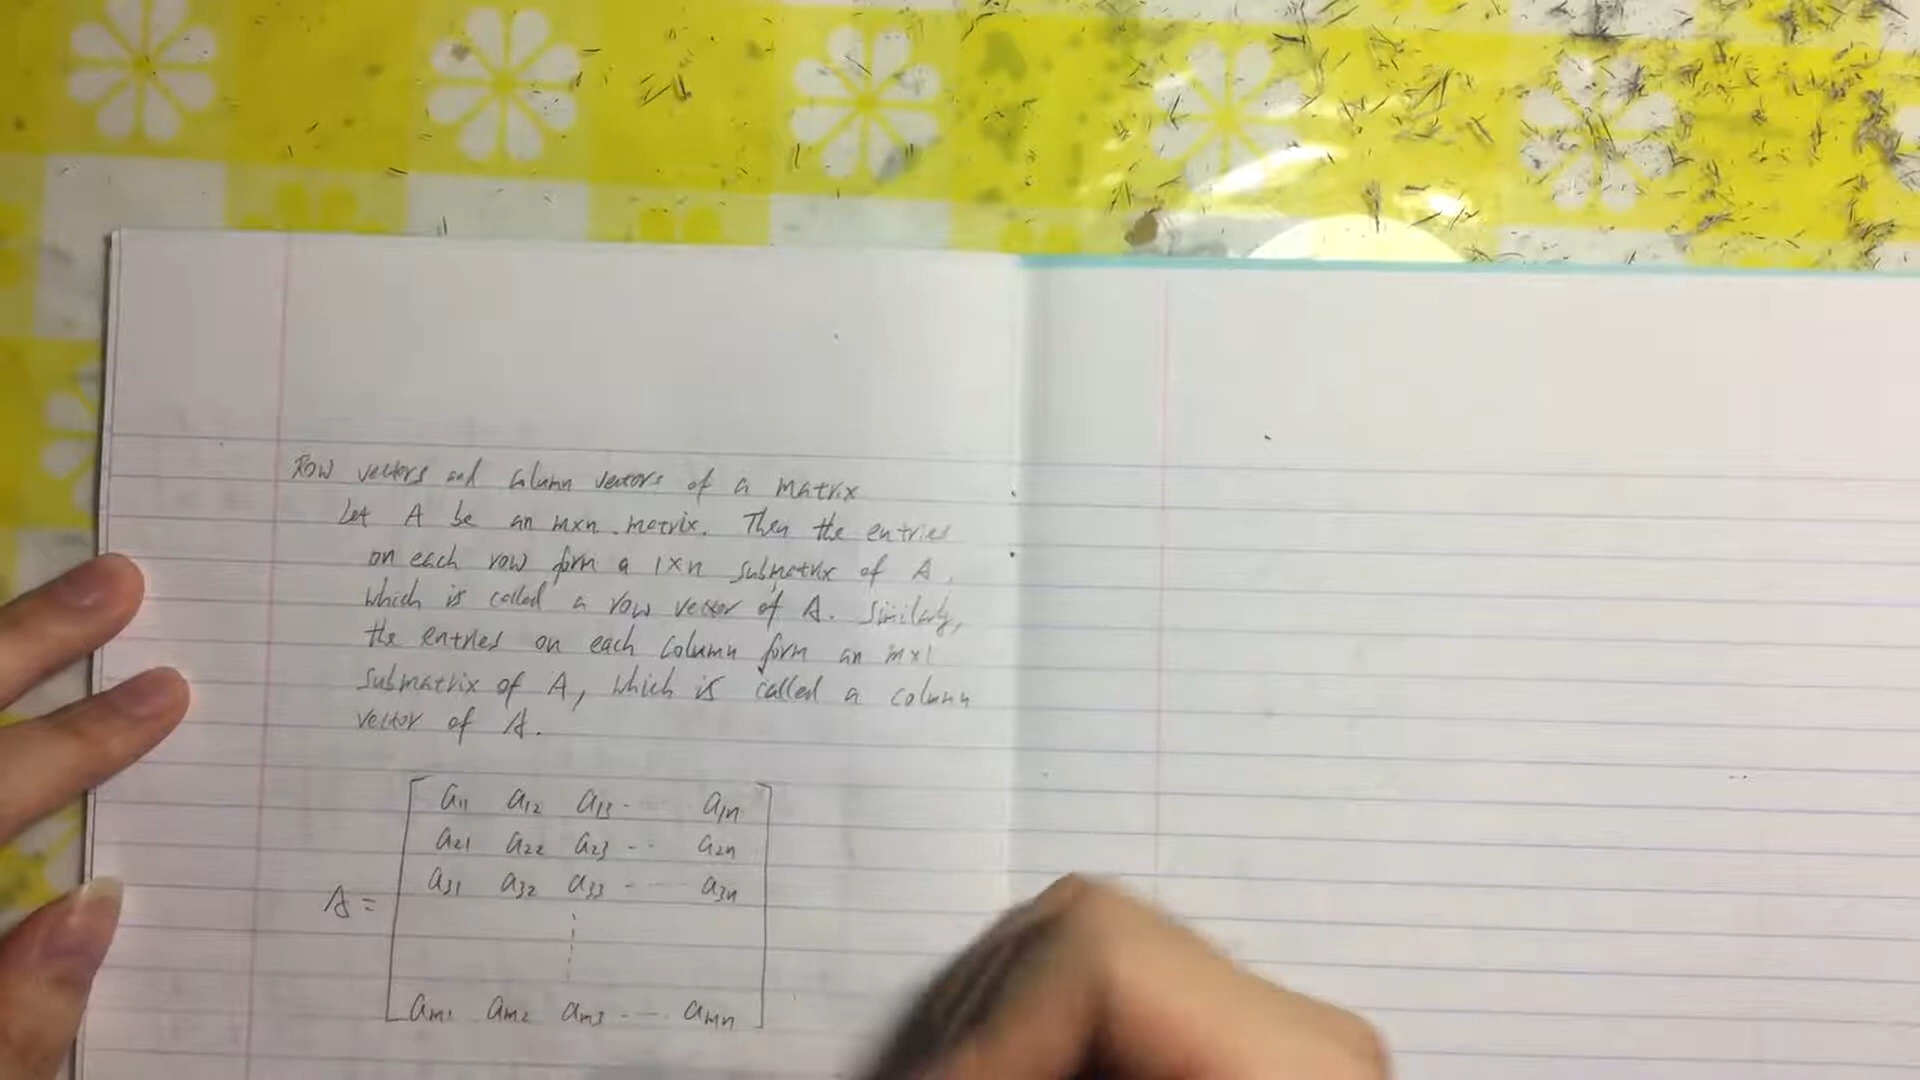 Row vectors and column vectors of a matrix
Let A be an m×n matrix. Then the entries
on each row form a 1×n submatrix of A,
which is called a row vector of A. Similarly,
the entries on each column form an m×1
submatrix of A, which is called a column
vector of A.
a11 a12 a13 - ... a1n
a21 a22 a23 - .. a2n
a31 a32 a33 - ... a3n
A =
am1 am2 am3 - ... amn